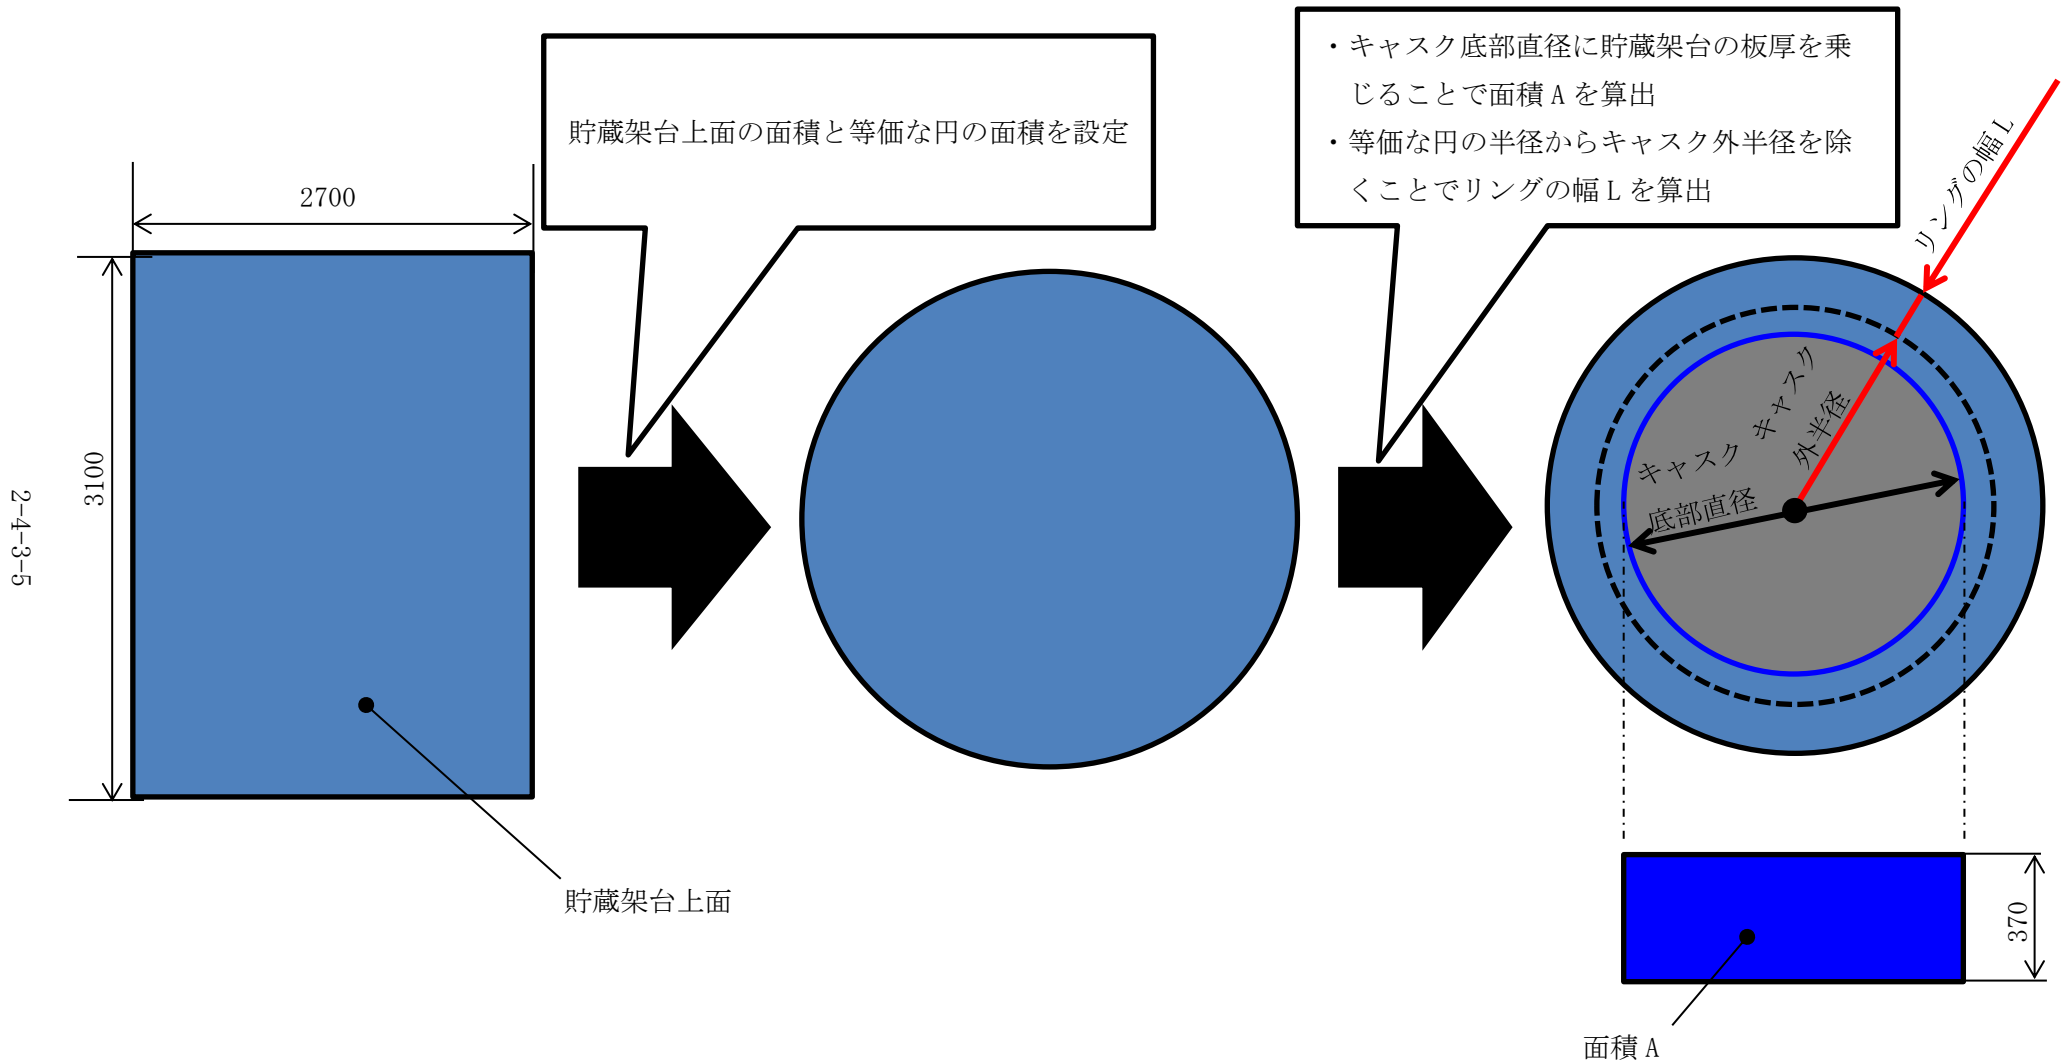 貯蔵架台上面の面積と等価な円の面積を設定
・キャスク底部直径に貯蔵架台の板厚を乗
じることで面積 A を算出
・等価な円の半径からキャスク外半径を除
くことでリングの幅 L を算出
2700
3100
貯蔵架台上面
リングの幅 L
キャスク
外半径
キャスク
底部直径
370
面積 A
2-4-3-5